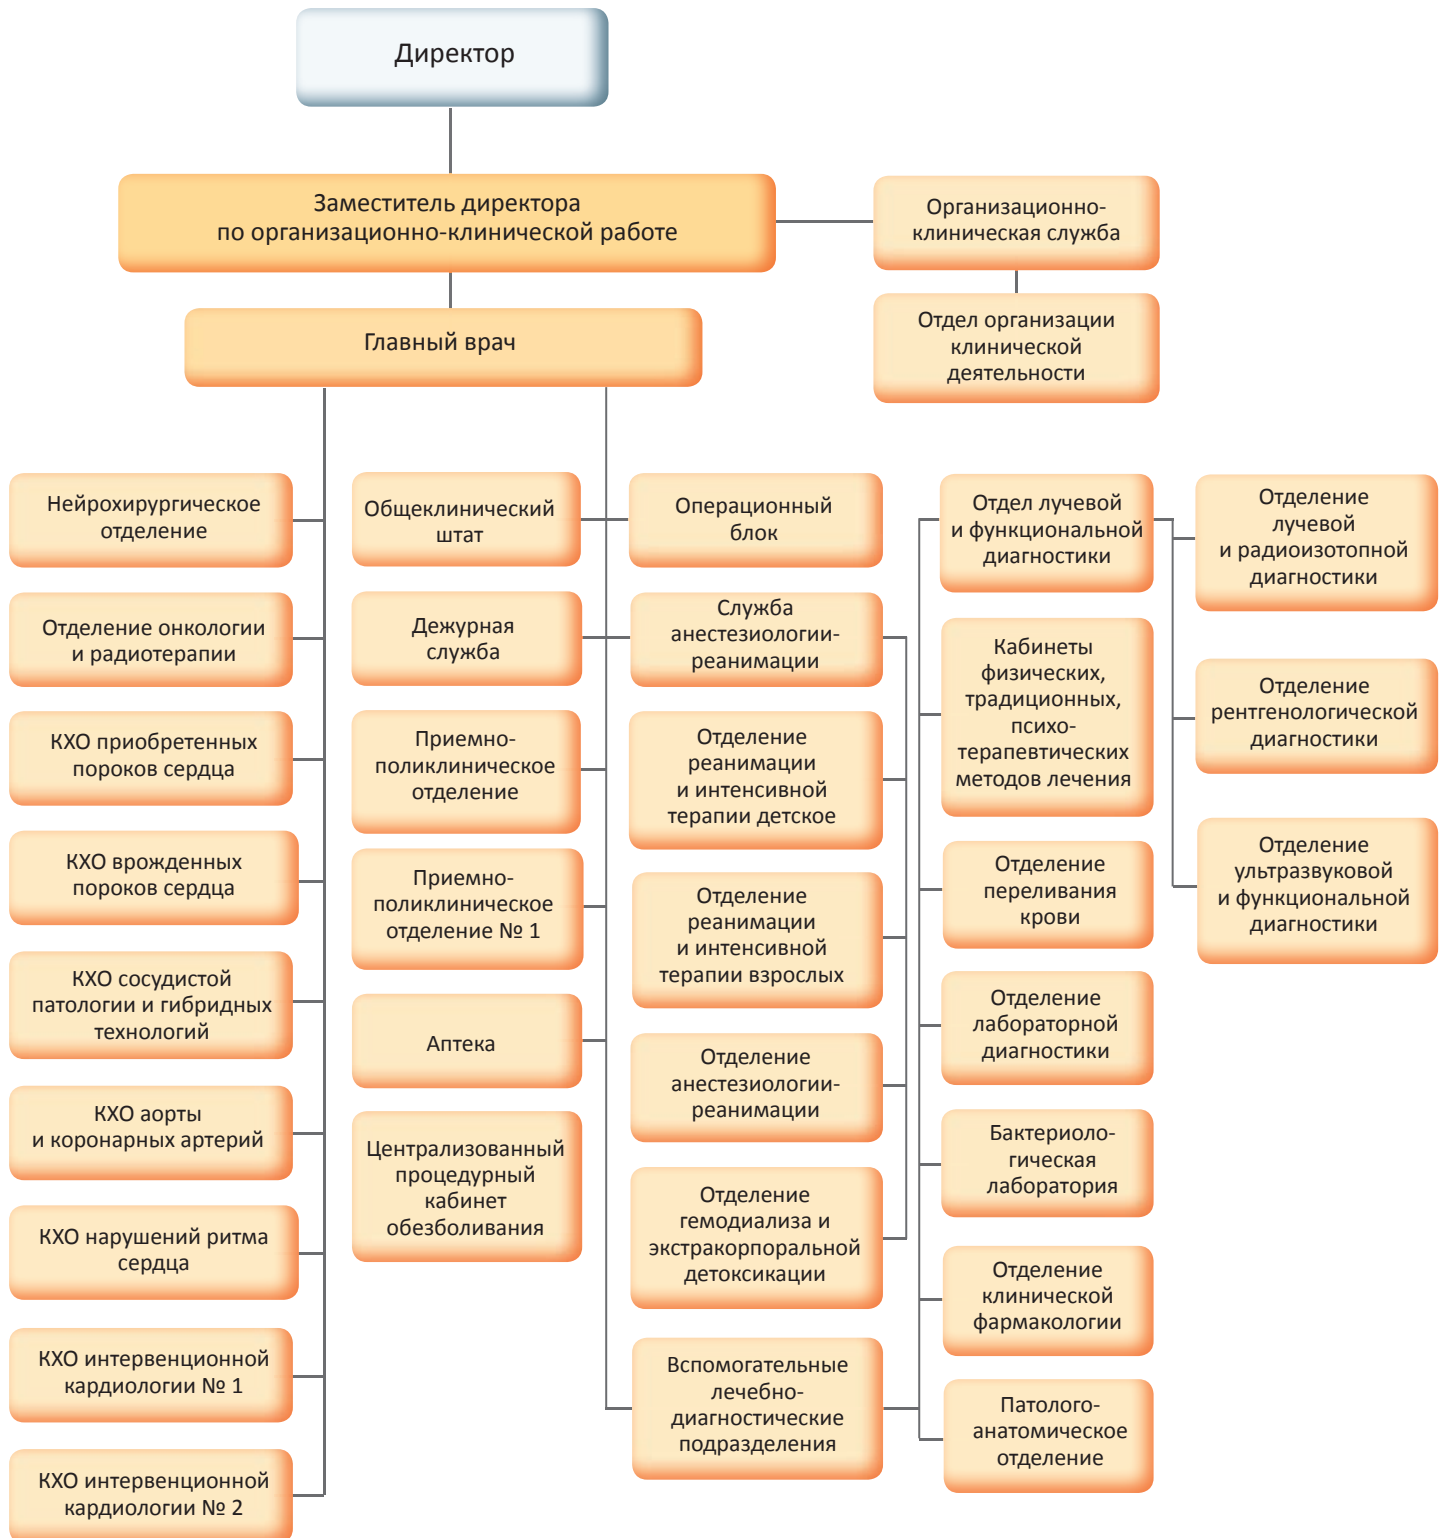 Директор
Заместитель директора
по организационно-клинической работе
Организационно-
клиническая служба
Главный врач
Отдел организации
клинической
деятельности
Нейрохирургическое
отделение
Отделение онкологии
и радиотерапии
КХО приобретенных
пороков сердца
КХО врожденных
пороков сердца
КХО сосудистой
патологии и гибридных
технологий
КХО аорты
и коронарных артерий
КХО нарушений ритма
сердца
КХО интервенционной
кардиологии № 1
КХО интервенционной
кардиологии № 2
Общеклинический
штат
Дежурная
служба
Приемно-
поликлиническое
отделение
Приемно-
поликлиническое
отделение № 1
Аптека
Централизованный
процедурный
кабинет
обезболивания
Операционный
блок
Служба
анестезиологии-
реанимации
Отделение
реанимации
и интенсивной
терапии детское
Отделение
реанимации
и интенсивной
терапии взрослых
Отделение
анестезиологии-
реанимации
Отделение
гемодиализа и
экстракорпоральной
детоксикации
Вспомогательные
лечебно-
диагностические
подразделения
Отдел лучевой
и функциональной
диагностики
Кабинеты
физических,
традиционных,
психо-
терапевтических
методов лечения
Отделение
переливания
крови
Отделение
лабораторной
диагностики
Бактериоло-
гическая
лаборатория
Отделение
клинической
фармакологии
Патолого-
анатомическое
отделение
Отделение
лучевой
и радиоизотопной
диагностики
Отделение
рентгенологической
диагностики
Отделение
ультразвуковой
и функциональной
диагностики